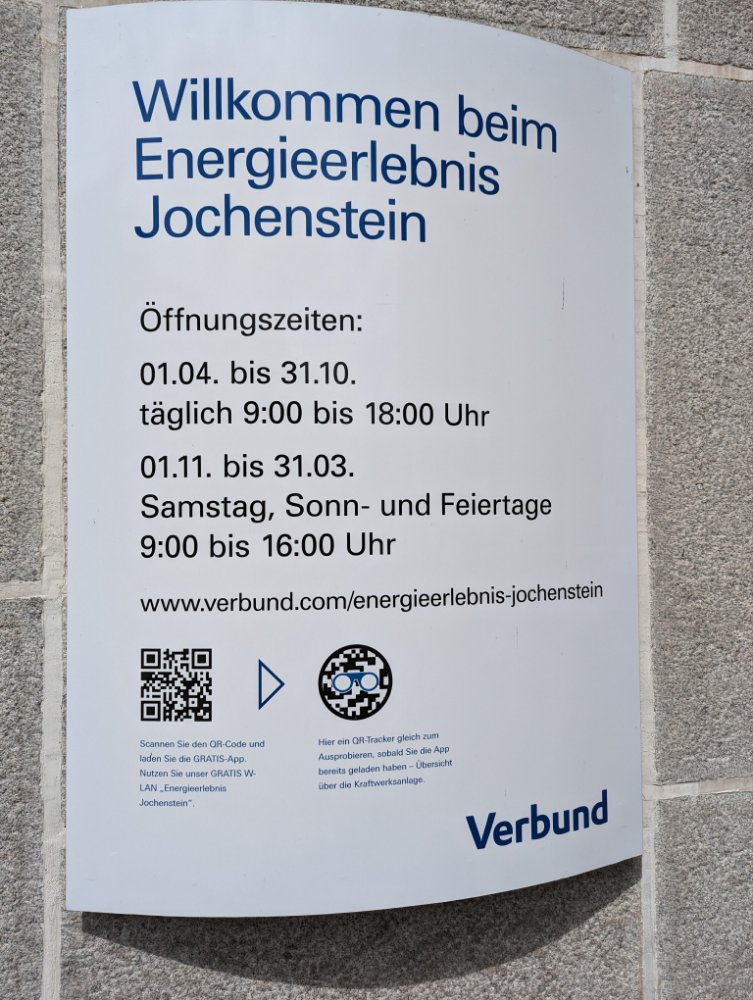 Willkommen beim
Energieerlebnis
Jochenstein
Öffnungszeiten:
01.04. bis 31.10.
täglich 9:00 bis 18:00 Uhr
01.11. bis 31.03.
Samstag, Sonn- und Feiertage
9:00 bis 16:00 Uhr
www.verbund.com/energieerlebnis-jochenstein
Scannen Sie den QR-Code und
laden Sie die GRATIS-App.
Nutzen Sie unser GRATIS W-
LAN „Energieerlebnis
Jochenstein“.
Hier ein QR-Tracker gleich zum
Ausprobieren, sobald Sie die App
bereits geladen haben – Übersicht
über die Kraftwerksanlage.
Verbund